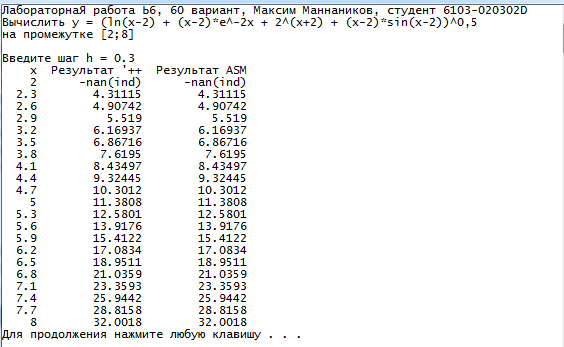 ЛабораторнаЯ работа Ь6, 60 вариант, Максим Маннаников, студент 6103-020302D
Вычислить y = (ln(x-2) + (x-2)*e^-2x + 2^(x+2) + (x-2)*sin(x-2))^0,5
на промежутке [2;8]
Введите шаг h = 0.3
x Результат '++ Результат ASM
2 -nan(ind) -nan(ind)
2.3 4.31115 4.31115
2.6 4.90742 4.90742
2.9 5.519 5.519
3.2 6.16937 6.16937
3.5 6.86716 6.86716
3.8 7.6195 7.6195
4.1 8.43497 8.43497
4.4 9.32445 9.32445
4.7 10.3012 10.3012
5 11.3808 11.3808
5.3 12.5801 12.5801
5.6 13.9176 13.9176
5.9 15.4122 15.4122
6.2 17.0834 17.0834
6.5 18.9511 18.9511
6.8 21.0359 21.0359
7.1 23.3593 23.3593
7.4 25.9442 25.9442
7.7 28.8158 28.8158
8 32.0018 32.0018
Для продолжения нажмите любую клавишу . . .